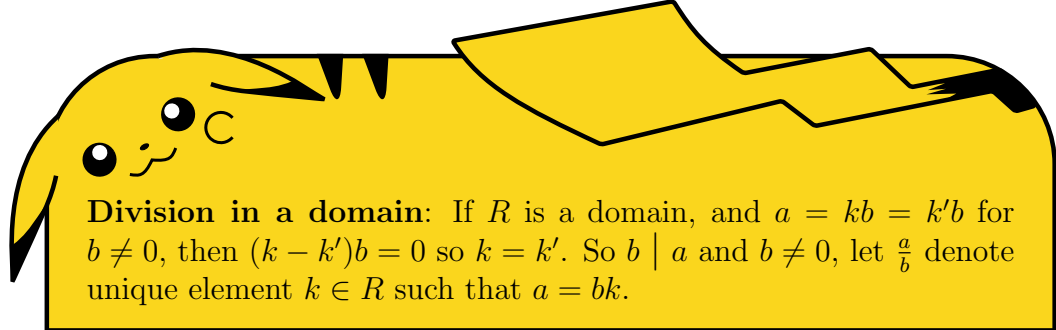 Division in a domain: If R is a domain, and a = kb = k′b for
b ≠ 0, then (k − k′)b = 0 so k = k′. So b | a and b ≠ 0, let a/b denote
unique element k ∈ R such that a = bk.